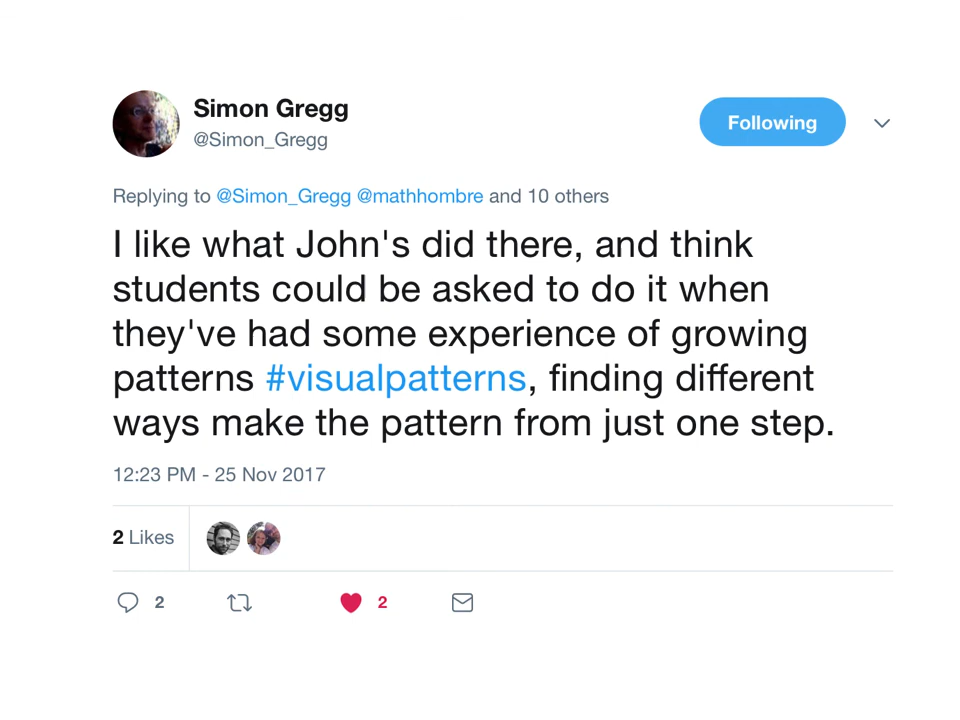 Simon Gregg
@Simon_Gregg
Following
Replying to @Simon_Gregg @mathhombre and 10 others
I like what John's did there, and think
students could be asked to do it when
they've had some experience of growing
patterns #visualpatterns, finding different
ways make the pattern from just one step.
12:23 PM - 25 Nov 2017
2 Likes
2 2